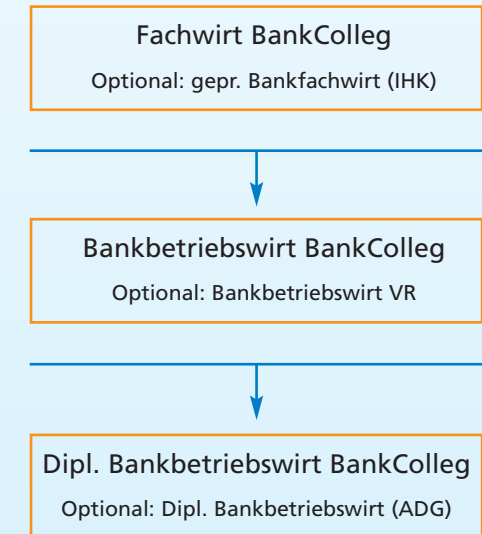 Fachwirt BankColleg
Optional: gepr. Bankfachwirt (IHK)
Bankbetriebswirt BankColleg
Optional: Bankbetriebswirt VR
Dipl. Bankbetriebswirt BankColleg
Optional: Dipl. Bankbetriebswirt (ADG)